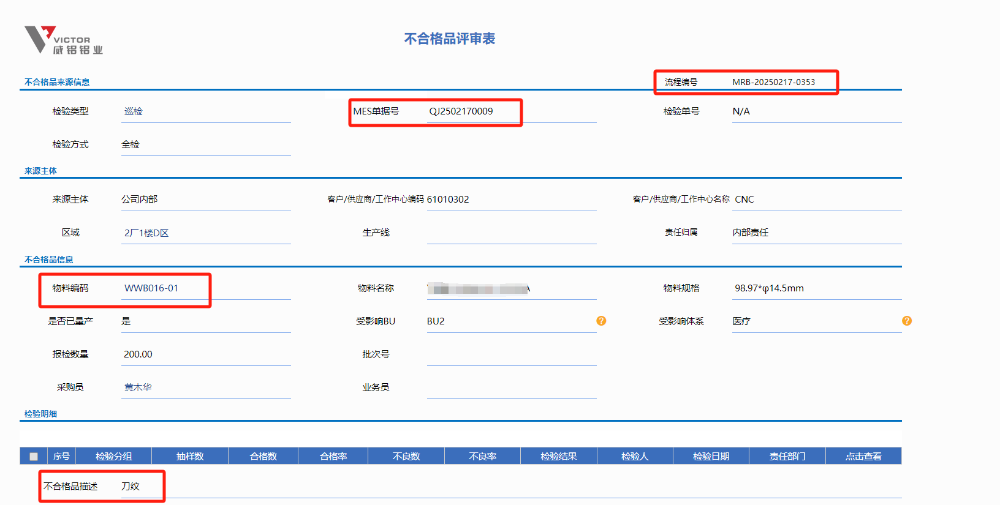 VICTOR
威铝铝业
不合格品评审表
不合格品来源信息 流程编号 MRB-20250217-0353
检验类型 巡检 MES单据号 QJ2502170009 检验单号 N/A
检验方式 全检
来源主体
来源主体 公司内部 客户/供应商/工作中心编码 61010302 客户/供应商/工作中心名称 CNC
区域 2厂1楼D区 生产线 责任归属 内部责任
不合格品信息
物料编码 WWB016-01 物料名称 物料规格 98.97*φ14.5mm
是否已量产 是 受影响BU BU2 ? 受影响体系 医疗 ?
报检数量 200.00 批次号
采购员 黄木华 业务员
检验明细
序号 检验分组 抽样数 合格数 合格率 不良数 不良率 检验结果 检验人 检验日期 责任部门 点击查看
不合格品描述 刀纹